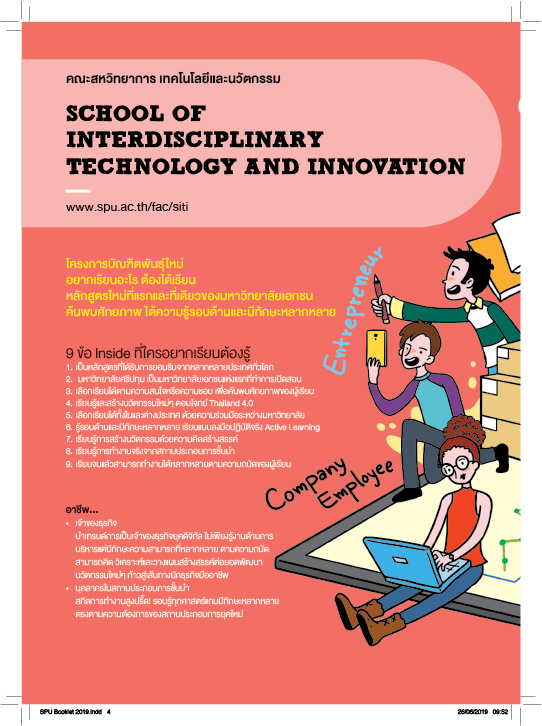 คณะสหวิทยาการ เทคโนโลยีและนวัตกรรม
SCHOOL OF
INTERDISCIPLINARY
TECHNOLOGY AND INNOVATION
www.spu.ac.th/fac/siti
โครงการบัณฑิตพันธุ์ใหม่
อยากเรียนอะไร ต้องได้เรียน
หลักสูตรใหม่ที่แรกและที่เดียวของมหาวิทยาลัยเอกชน
ค้นพบศักยภาพ ได้ความรู้รอบด้านและมีทักษะหลากหลาย
Entrepreneur
9 ข้อ Inside ที่ใครอยากเรียนต้องรู้
1. เป็นหลักสูตรที่ได้รับการยอมรับจากหลากหลายประเทศทั่วโลก
2. มหาวิทยาลัยศรีปทุม เป็นมหาวิทยาลัยเอกชนแห่งแรกที่ทำการเปิดสอน
3. เลือกเรียนได้ตามความสนใจหรือความชอบ เพื่อค้นพบศักยภาพของผู้เรียน
4. เรียนรู้และสร้างนวัตกรรมใหม่ๆ ตอบโจทย์ Thailand 4.0
5. เลือกเรียนได้ทั้งในและต่างประเทศ ด้วยความร่วมมือระหว่างมหาวิทยาลัย
6. รู้รอบด้านและมีทักษะหลากหลาย เรียนแบบลงมือปฏิบัติจริง Active Learning
7. เรียนรู้การสร้างนวัตกรรมด้วยความคิดสร้างสรรค์
8. เรียนรู้การทำงานจริงจากสถานประกอบการชั้นนำ
9. เรียนจบแล้วสามารถทำงานได้หลากหลายตามความถนัดของผู้เรียน
Company
Employee
อาชีพ...
• เจ้าของธุรกิจ
นำเทรนด์การเป็นเจ้าของธุรกิจยุคดิจิทัล ไม่เพียงรู้งานด้านการ
บริหารแต่มีทักษะความสามารถที่หลากหลาย ตามความถนัด
สามารถคิด วิเคราะห์และวางแผนสร้างสรรค์ต่อยอดพัฒนา
นวัตกรรมใหม่ๆ ก้าวสู่เส้นทางนักธุรกิจมืออาชีพ
• บุคลากรในสถานประกอบการชั้นนำ
สกิลการทำงานสูงปรี๊ด! รอบรู้ทุกศาสตร์แถมมีทักษะหลากหลาย
ตรงตามความต้องการของสถานประกอบการยุคใหม่
SPU Booklet 2019.indd 4
26/06/2019 09:52